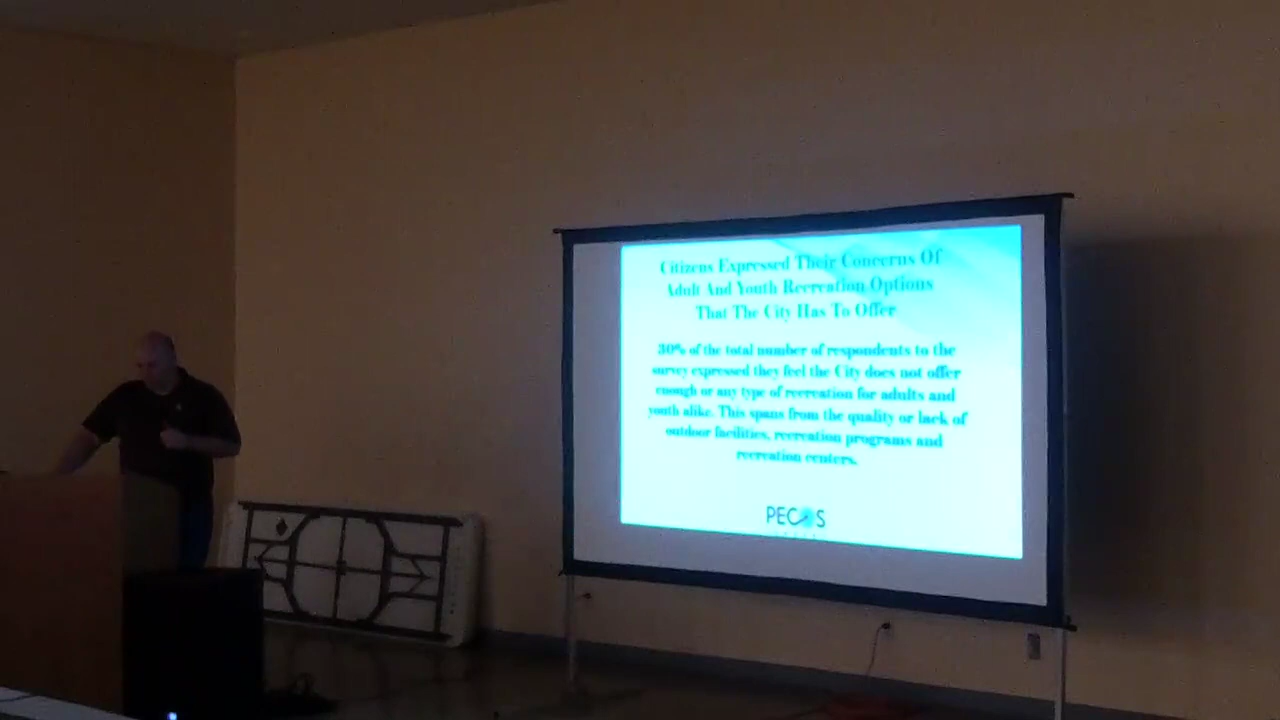 Citizens Expressed Their Concerns Of
Adult And Youth Recreation Options
That The City Has To Offer
30% of the total number of respondents to the
survey expressed they feel the City does not offer
enough or any type of recreation for adults and
youth alike. This spans from the quality or lack of
outdoor facilities, recreation programs and
recreation centers.
PECOS